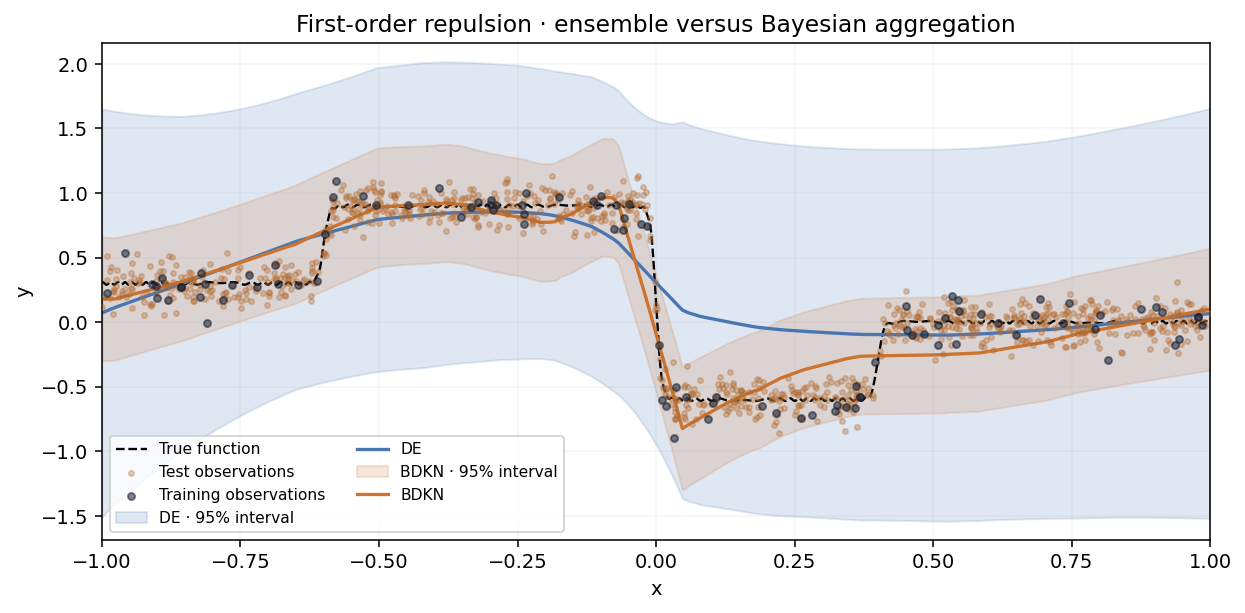 First-order repulsion · ensemble versus Bayesian aggregation
y
2.0
1.5
1.0
0.5
0.0
−0.5
−1.0
−1.5
True function
Test observations
Training observations
DE · 95% interval
DE
BDKN · 95% interval
BDKN
−1.00 −0.75 −0.50 −0.25 0.00 0.25 0.50 0.75 1.00
x